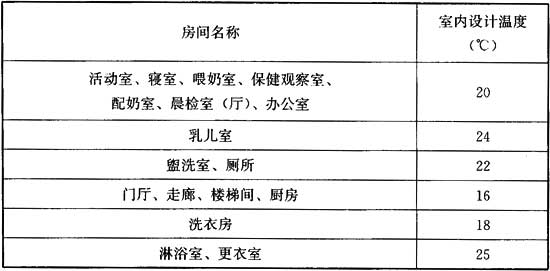 房间名称
室内设计温度
（℃）
活动室、寝室、喂奶室、保健观察室、
配奶室、晨检室（厅）、办公室
20
乳儿室
24
盥洗室、厕所
22
门厅、走廊、楼梯间、厨房
16
洗衣房
18
淋浴室、更衣室
25